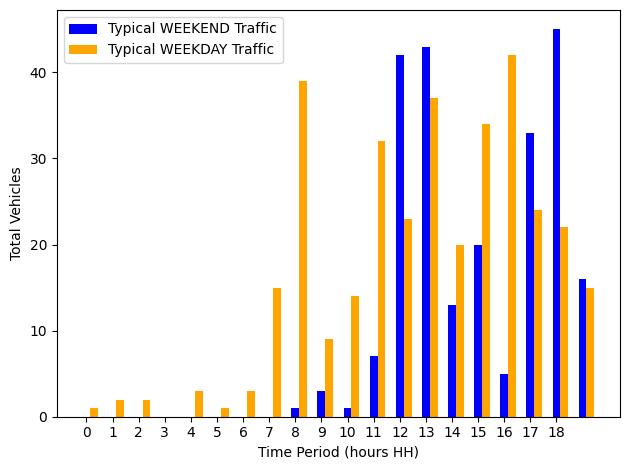 Typical WEEKEND Traffic
Typical WEEKDAY Traffic
40
30
20
10
0
Total Vehicles
0 1 2 3 4 5 6 7 8 9 10 11 12 13 14 15 16 17 18
Time Period (hours HH)